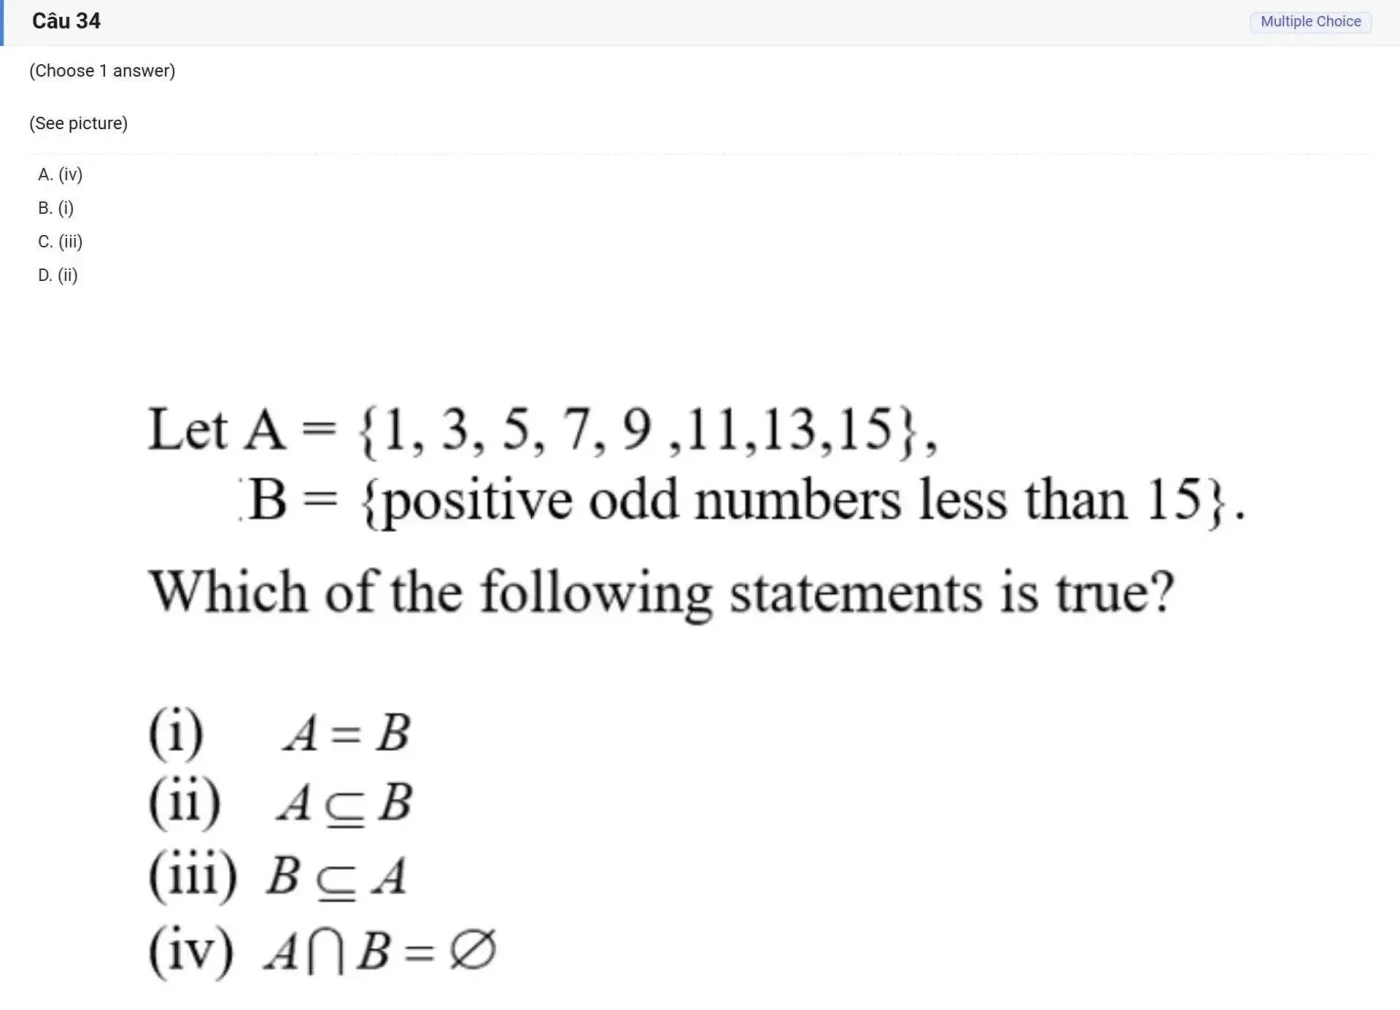 Câu 34
Multiple Choice
(Choose 1 answer)
(See picture)
A. (iv)
B. (i)
C. (iii)
D. (ii)
Let A = {1, 3, 5, 7, 9 ,11,13,15},
B = {positive odd numbers less than 15}.
Which of the following statements is true?
(i) A = B
(ii) A ⊆ B
(iii) B ⊆ A
(iv) A ∩ B = ∅